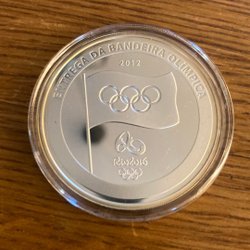 ENTREGA DA BANDEIRA OLÍMPICA
2012
Rio2016